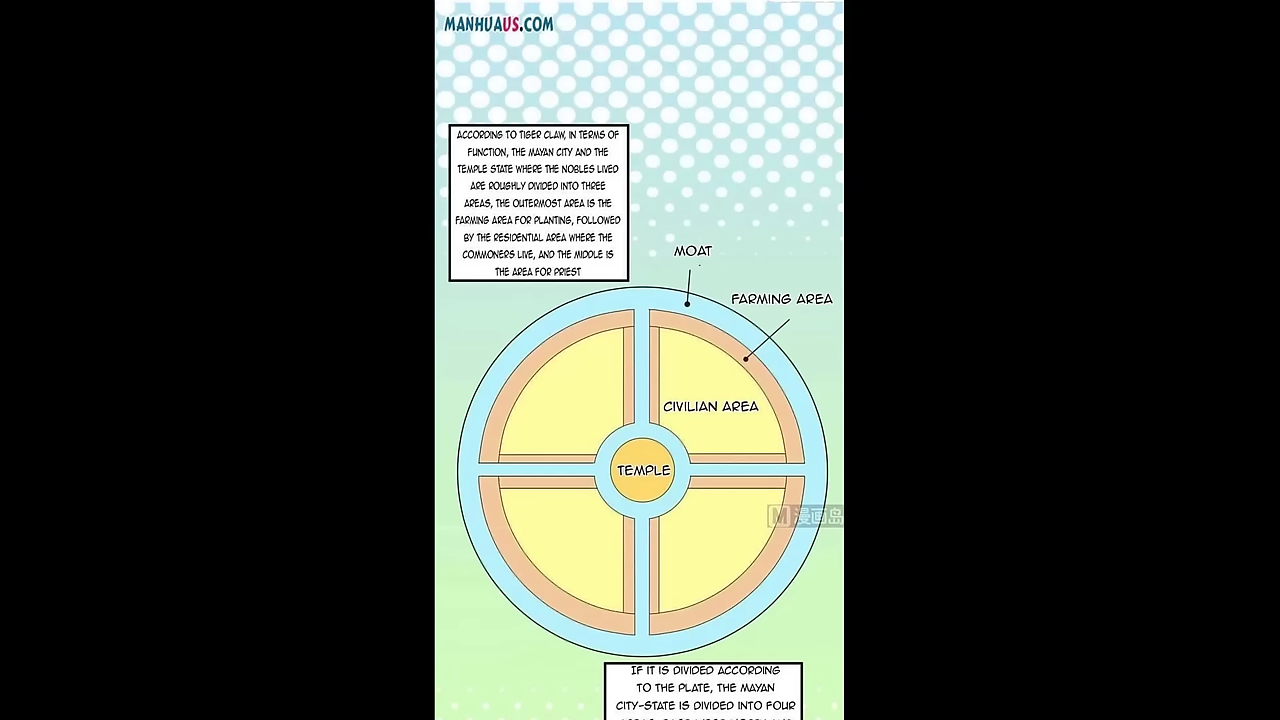 MANHUAUS.COM
ACCORDING TO TIGER CLAW, IN TERMS OF
FUNCTION, THE MAYAN CITY AND THE
TEMPLE STATE WHERE THE NOBLES LIVED
ARE ROUGHLY DIVIDED INTO THREE
AREAS, THE OUTERMOST AREA IS THE
FARMING AREA FOR PLANTING, FOLLOWED
BY THE RESIDENTIAL AREA WHERE THE
COMMONERS LIVE, AND THE MIDDLE IS
THE AREA FOR PRIEST
MOAT
FARMING AREA
CIVILIAN AREA
TEMPLE
M 漫画岛
IF IT IS DIVIDED ACCORDING
TO THE PLATE, THE MAYAN
CITY-STATE IS DIVIDED INTO FOUR